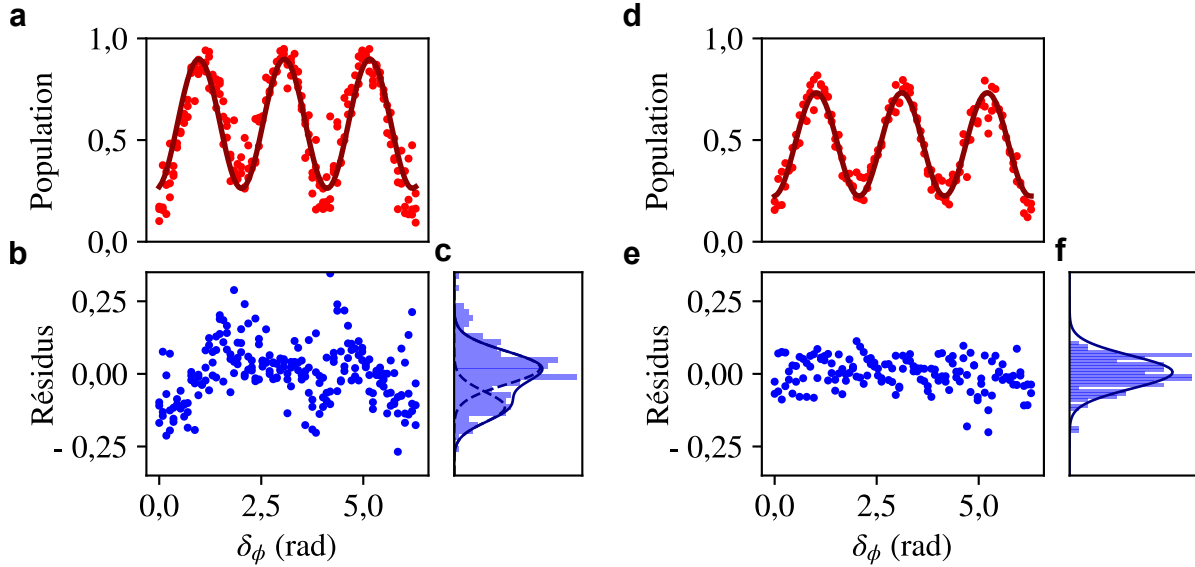 a
1,0
0,5
0,0
Population
b
0,25
0,00
- 0,25
Résidus
0,0 2,5 5,0
δϕ (rad)
c
d
1,0
0,5
0,0
Population
e
0,25
0,00
- 0,25
Résidus
0,0 2,5 5,0
δϕ (rad)
f